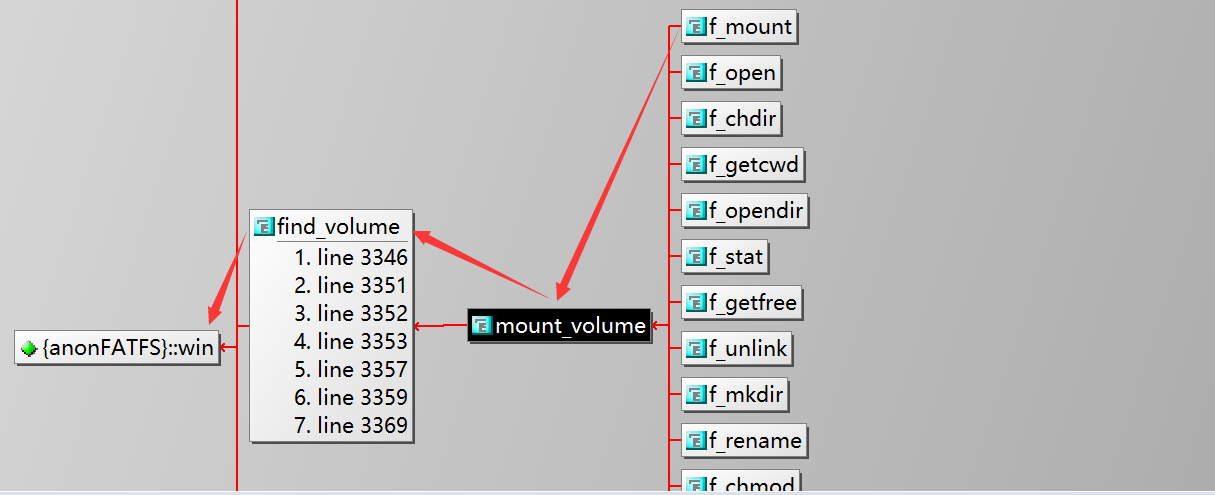 {anonFATFS}::win
find_volume
1. line 3346
2. line 3351
3. line 3352
4. line 3353
5. line 3357
6. line 3359
7. line 3369
mount_volume
f_mount
f_open
f_chdir
f_getcwd
f_opendir
f_stat
f_getfree
f_unlink
f_mkdir
f_rename
f_chmod